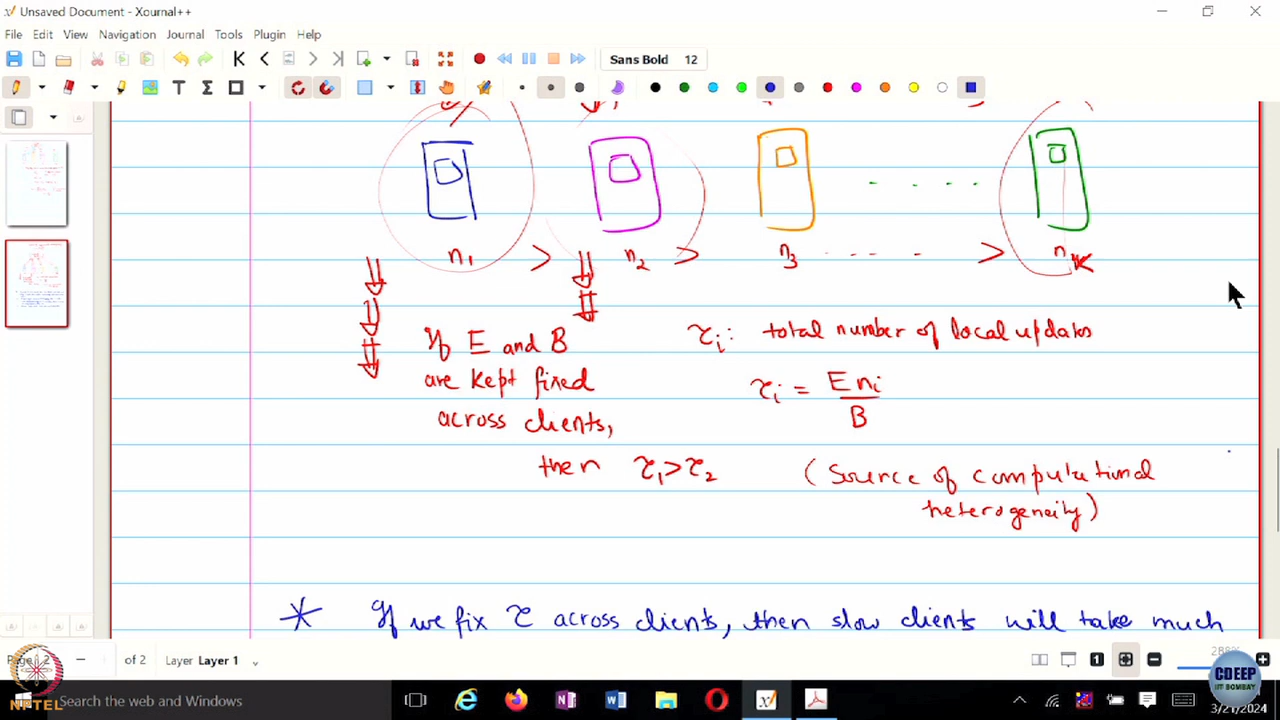 Unsaved Document - Xournal++
File Edit View Navigation Journal Tools Plugin Help
Sans Bold 12
n1 > n2 > n3 ------ > nK
If E and B
are kept fixed
across clients,
then τ1 > τ2
τi: total number of local updates
τi = E ni / B
(Source of computational
heterogeneity)
* If we fix τ across clients, then slow clients will take much
of 2 Layer Layer 1
288%
Search the web and Windows
NPTEL
CDEEP
IIT BOMBAY
3/21/2024